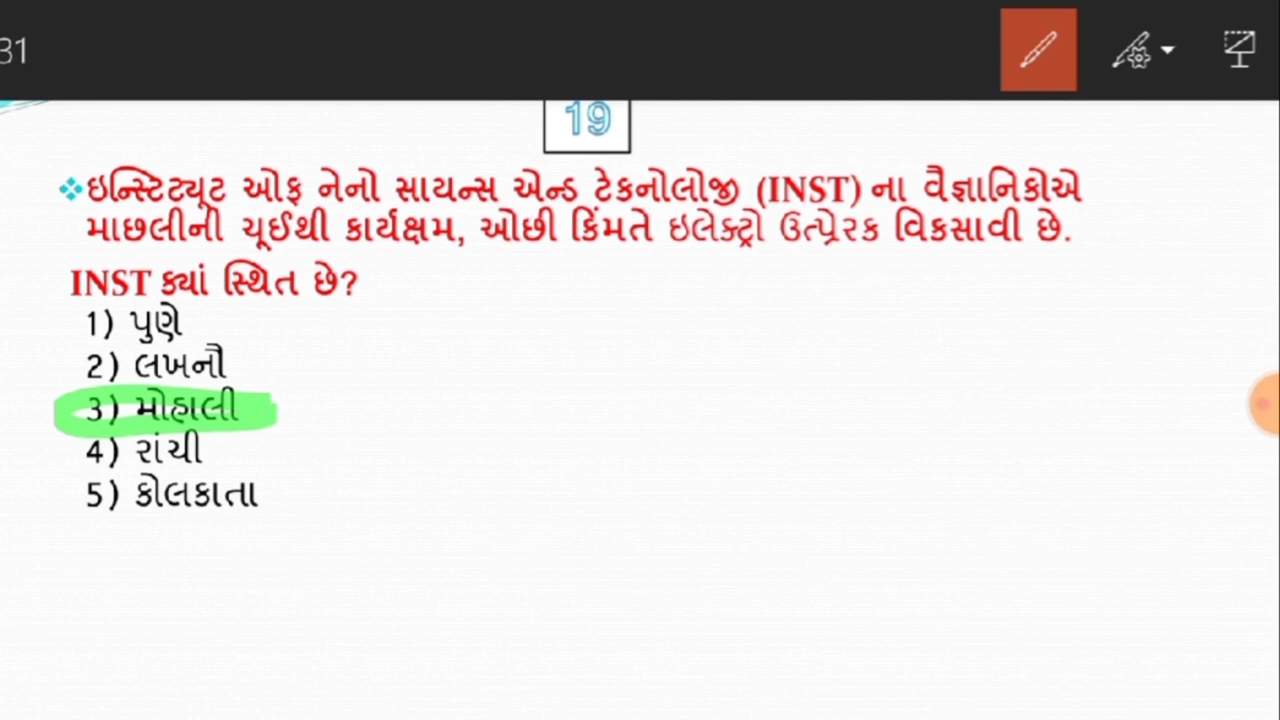 31
19
❖ઇન્સ્ટિટ્યૂટ ઓફ નેનો સાયન્સ એન્ડ ટેકનોલોજી (INST) ના વૈજ્ઞાનિકોએ
માછલીની ચૂઈથી કાર્યક્ષમ, ઓછી કિંમતે ઇલેક્ટ્રો ઉત્પ્રેરક વિકસાવી છે.
INST ક્યાં સ્થિત છે?
1) પુણે
2) લખનૌ
3) મોહાલી
4) રાંચી
5) કોલકાતા